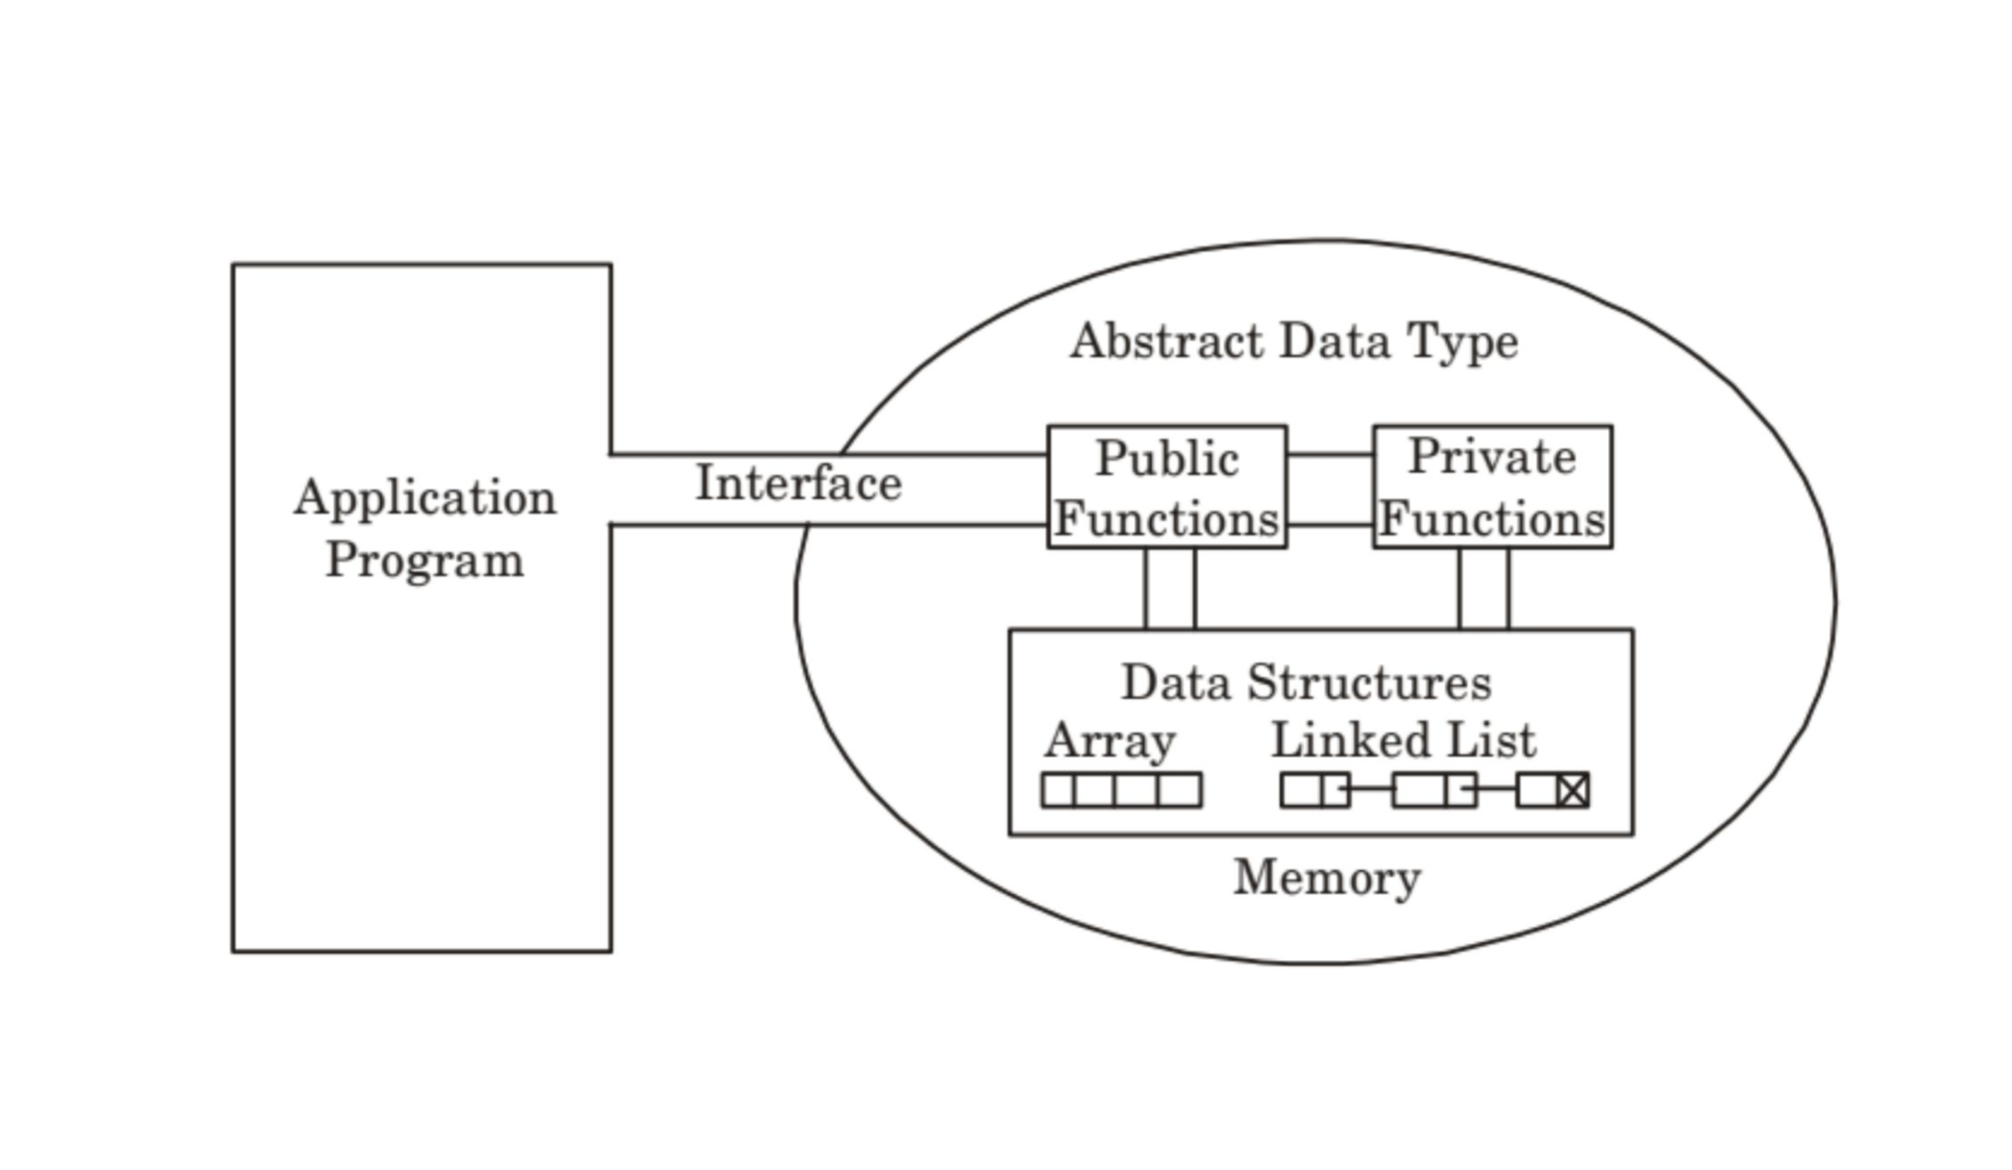 Application
Program
Interface
Abstract Data Type
Public
Functions
Private
Functions
Data Structures
Array
Linked List
Memory